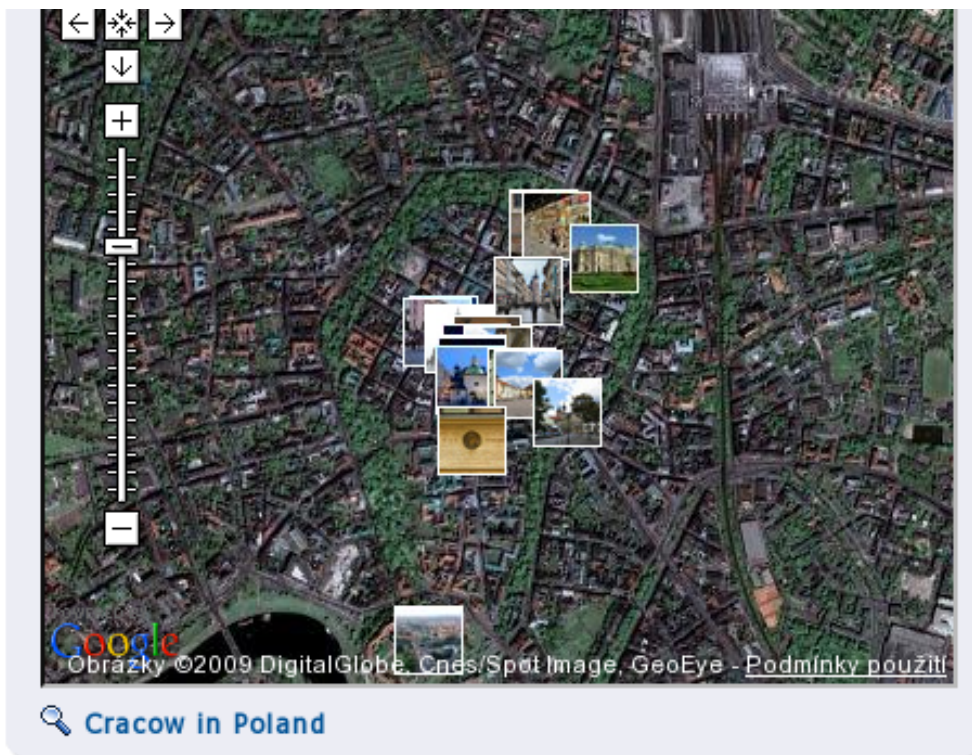 Google
Obrázky ©2009 DigitalGlobe, Cnes/Spot Image, GeoEye - Podmínky použití
Cracow in Poland